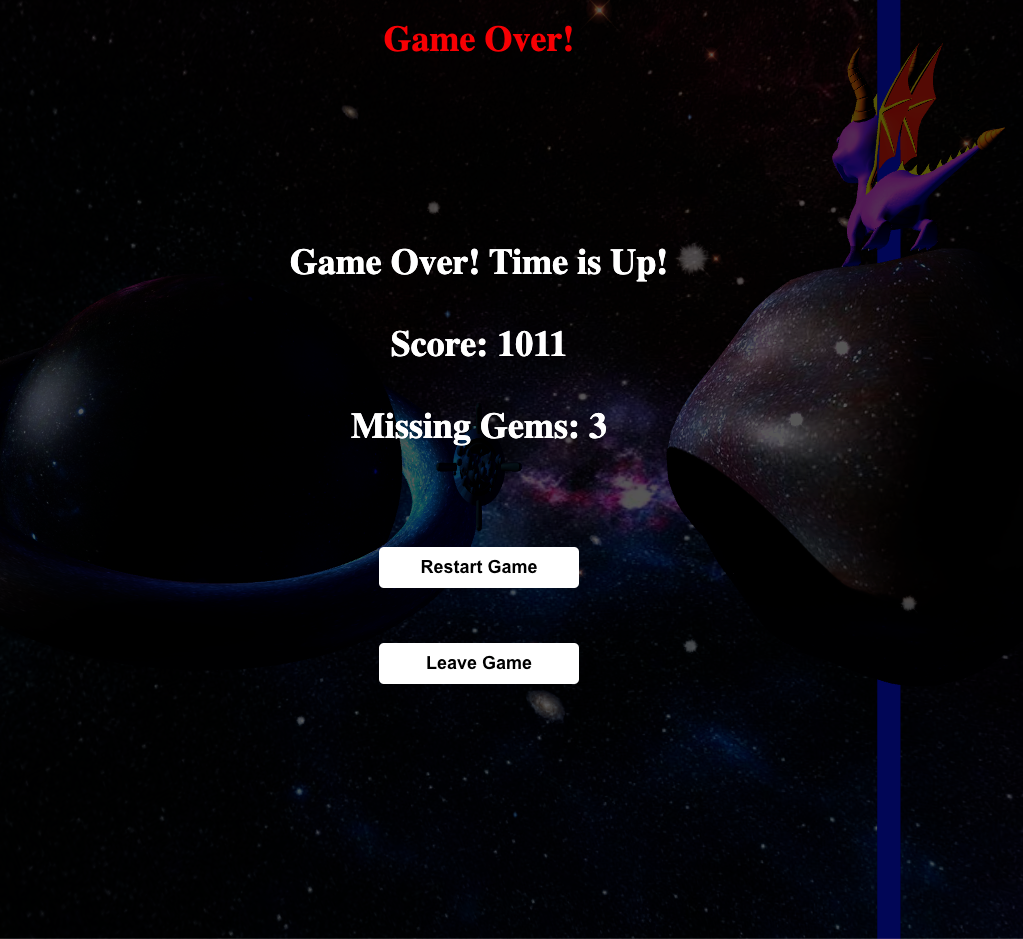 Game Over!
Game Over! Time is Up!
Score: 1011
Missing Gems: 3
Restart Game
Leave Game